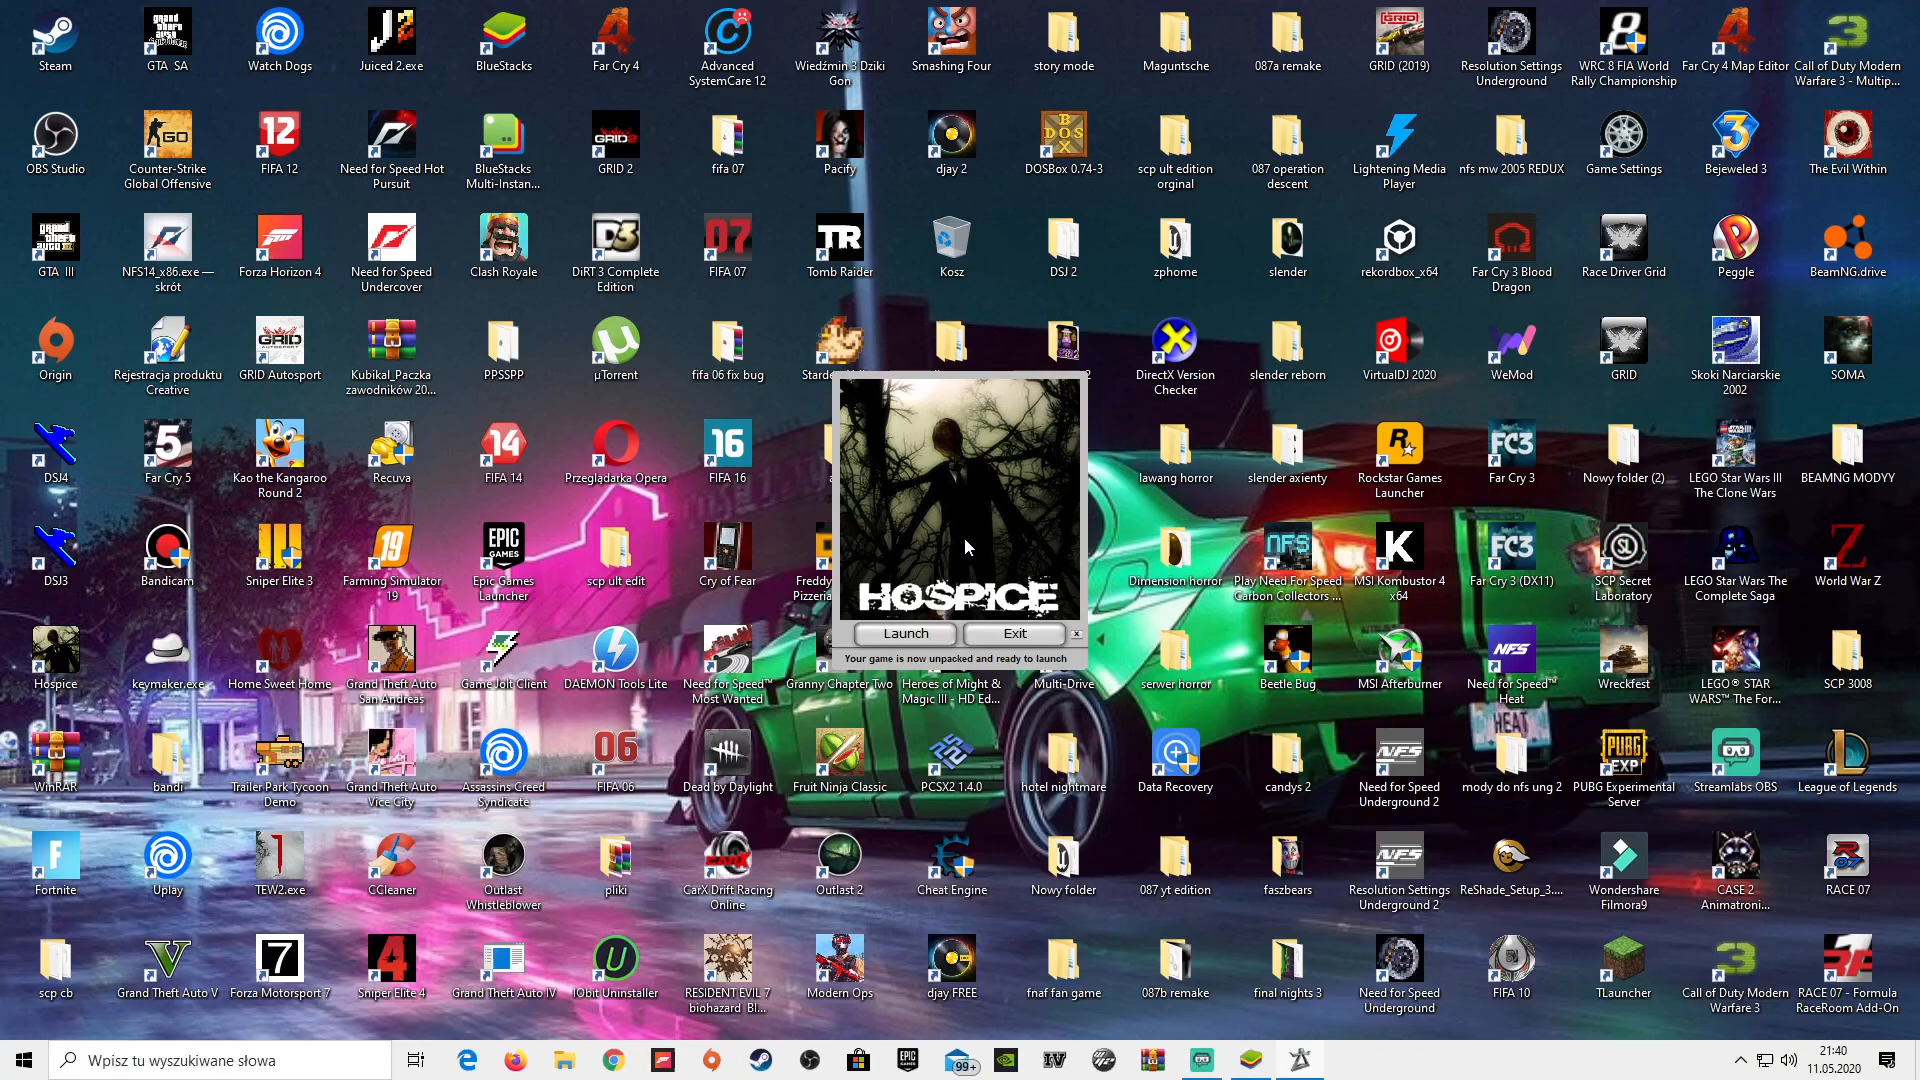 Steam
GTA SA
Watch Dogs
Juiced 2.exe
BlueStacks
Far Cry 4
Advanced
SystemCare 12
Wiedźmin 3 Dziki
Gon
Smashing Four
story mode
Maguntsche
087a remake
GRID (2019)
Resolution Settings
Underground
WRC 8 FIA World
Rally Championship
Far Cry 4 Map Editor
Call of Duty Modern
Warfare 3 - Multip...
OBS Studio
Counter-Strike
Global Offensive
FIFA 12
Need for Speed Hot
Pursuit
BlueStacks
Multi-Instan...
GRID 2
fifa 07
Pacify
djay 2
DOSBox 0.74-3
scp ult edition
orginal
087 operation
descent
Lightening Media
Player
nfs mw 2005 REDUX
Game Settings
Bejeweled 3
The Evil Within
GTA III
NFS14_x86.exe —
skrót
Forza Horizon 4
Need for Speed
Undercover
Clash Royale
DiRT 3 Complete
Edition
FIFA 07
Tomb Raider
Kosz
DSJ 2
zphome
slender
rekordbox_x64
Far Cry 3 Blood
Dragon
Race Driver Grid
Peggle
BeamNG.drive
Origin
Rejestracja produktu
Creative
GRID Autosport
Kubikal_Paczka
zawodników 20...
PPSSPP
µTorrent
fifa 06 fix bug
DirectX Version
Checker
slender reborn
VirtualDJ 2020
WeMod
GRID
Skoki Narciarskie
2002
SOMA
DSJ4
Far Cry 5
Kao the Kangaroo
Round 2
Recuva
FIFA 14
Przeglądarka Opera
FIFA 16
lawang horror
slender axienty
Rockstar Games
Launcher
Far Cry 3
Nowy folder (2)
LEGO Star Wars III
The Clone Wars
BEAMNG MODYY
DSJ3
Bandicam
Sniper Elite 3
Farming Simulator
19
Epic Games
Launcher
scp ult edit
Cry of Fear
Freddy
Pizzeria
HOSPICE
Launch
Exit
Your game is now unpacked and ready to launch
Dimension horror
Play Need For Speed
Carbon Collectors ...
MSI Kombustor 4
x64
Far Cry 3 (DX11)
SCP Secret
Laboratory
LEGO Star Wars The
Complete Saga
World War Z
Hospice
keymaker.exe
Home Sweet Home
Grand Theft Auto
San Andreas
Game Jolt Client
DAEMON Tools Lite
Need for Speed™
Most Wanted
Granny Chapter Two
Heroes of Might &
Magic III - HD Ed...
Multi-Drive
serwer horror
Beetle Bug
MSI Afterburner
Need for Speed™
Heat
Wreckfest
LEGO® STAR
WARS™ The For...
SCP 3008
HEAT
WinRAR
bandi
Trailer Park Tycoon
Demo
Grand Theft Auto
Vice City
Assassins Creed
Syndicate
FIFA 06
Dead by Daylight
Fruit Ninja Classic
PCSX2 1.4.0
hotel nightmare
Data Recovery
candys 2
Need for Speed
Underground 2
mody do nfs ung 2
PUBG Experimental
Server
Streamlabs OBS
League of Legends
Fortnite
Uplay
TEW2.exe
CCleaner
Outlast
Whistleblower
pliki
CarX Drift Racing
Online
Outlast 2
Cheat Engine
Nowy folder
087 yt edition
faszbears
Resolution Settings
Underground 2
ReShade_Setup_3....
Wondershare
Filmora9
CASE 2
Animatroni...
RACE 07
scp cb
Grand Theft Auto V
Forza Motorsport 7
Sniper Elite 4
Grand Theft Auto IV
IObit Uninstaller
RESIDENT EVIL 7
biohazard BI...
Modern Ops
djay FREE
fnaf fan game
087b remake
final nights 3
Need for Speed
Underground
FIFA 10
TLauncher
Call of Duty Modern
Warfare 3
RACE 07 - Formula
RaceRoom Add-On
Wpisz tu wyszukiwane słowa
99+
21:40
11.05.2020